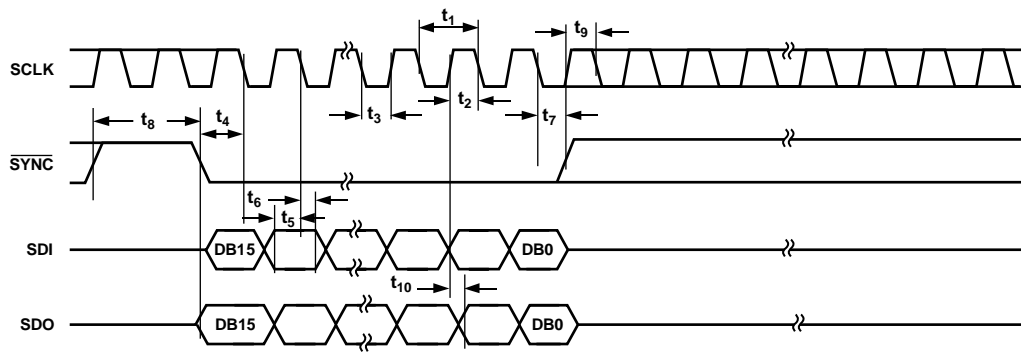 t1
t9
SCLK
t2
t3
t7
t8
t4
SYNC
t6
t5
SDI
DB15
DB0
t10
SDO
DB15
DB0